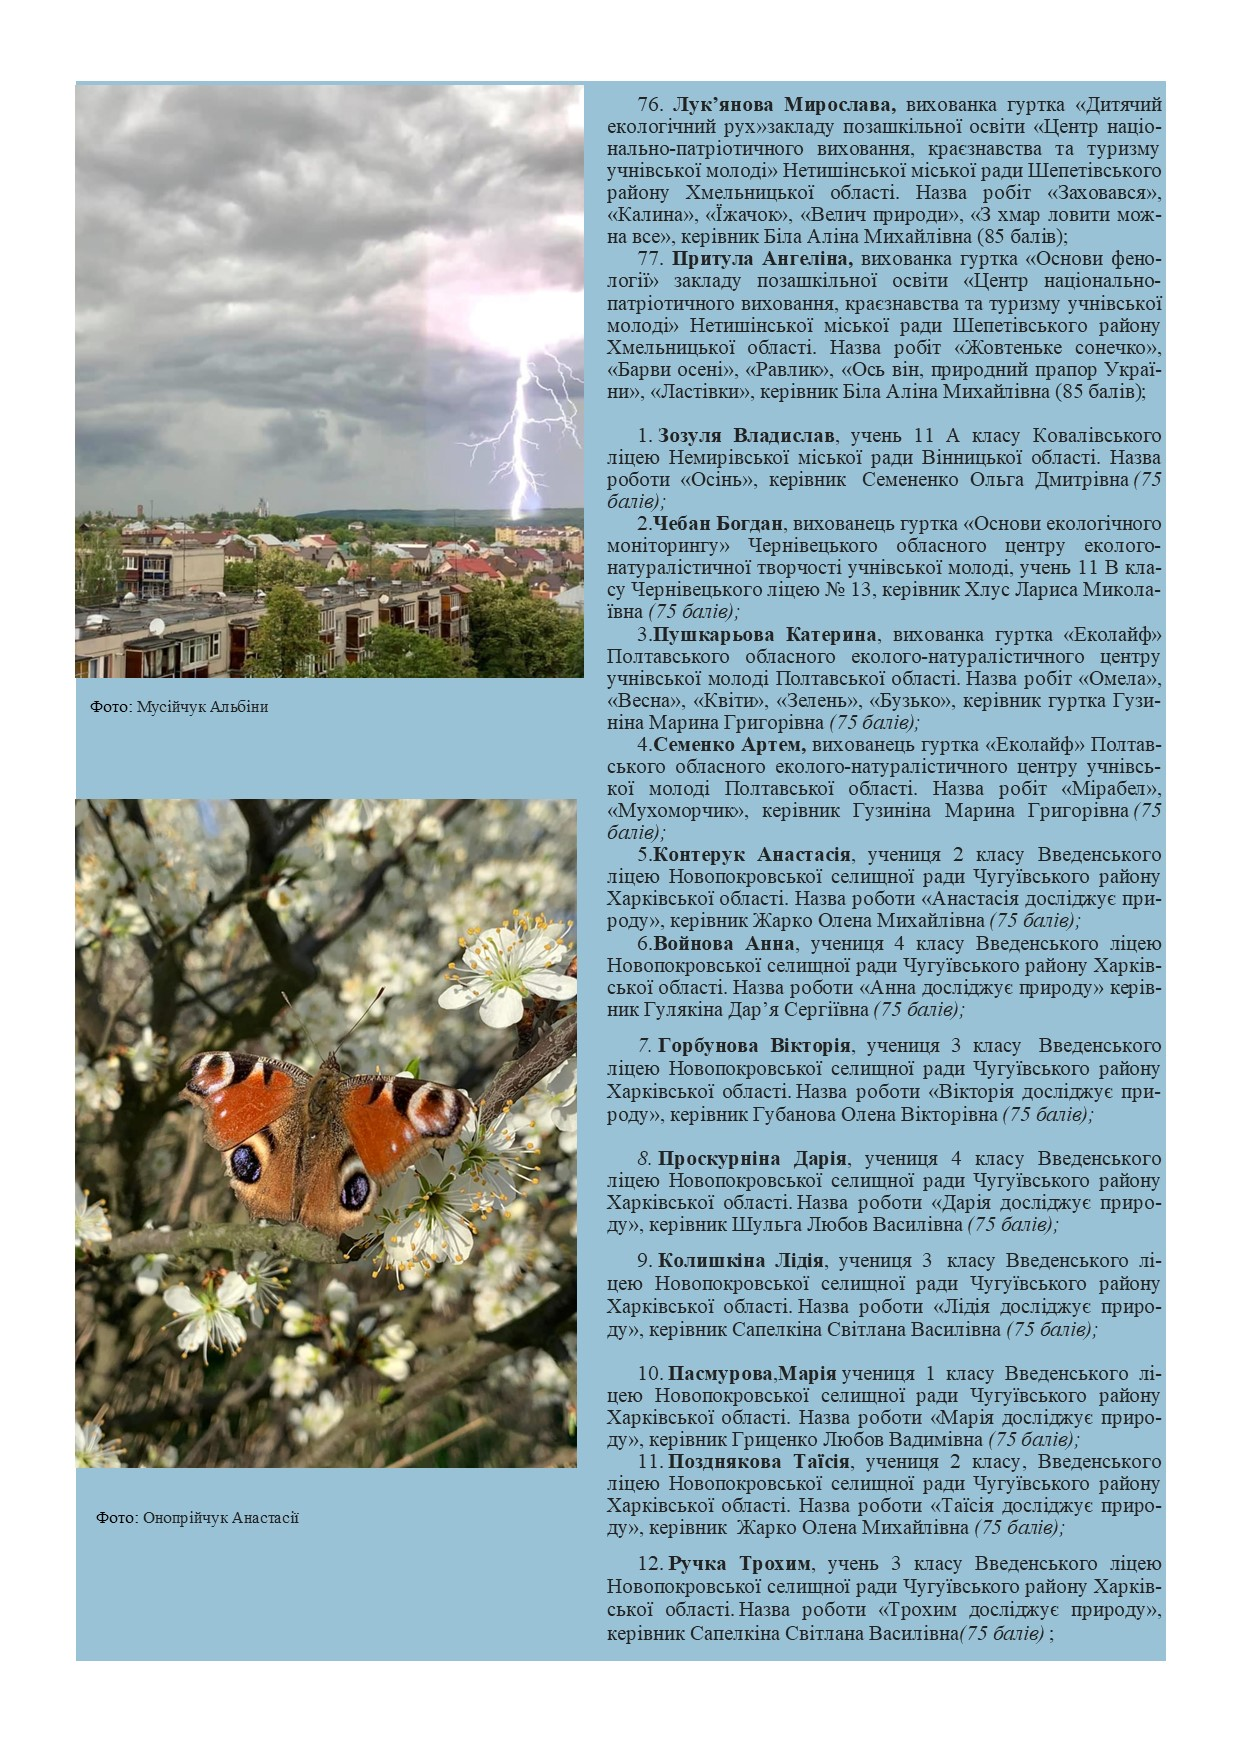 Фото: Мусійчук Альбіни
Фото: Онопрійчук Анастасії
76. Лук’янова Мирослава, вихованка гуртка «Дитячий
екологічний рух»закладу позашкільної освіти «Центр націо-
нально-патріотичного виховання, краєзнавства та туризму
учнівської молоді» Нетишінської міської ради Шепетівського
району Хмельницької області. Назва робіт «Заховався»,
«Калина», «Їжачок», «Велич природи», «З хмар ловити мож-
на все», керівник Біла Аліна Михайлівна (85 балів);
77. Притула Ангеліна, вихованка гуртка «Основи фено-
логії» закладу позашкільної освіти «Центр національно-
патріотичного виховання, краєзнавства та туризму учнівської
молоді» Нетишінської міської ради Шепетівського району
Хмельницької області. Назва робіт «Жовтеньке сонечко»,
«Барви осені», «Равлик», «Ось він, природний прапор Украї-
ни», «Ластівки», керівник Біла Аліна Михайлівна (85 балів);
1. Зозуля Владислав, учень 11 А класу Ковалівського
ліцею Немирівської міської ради Вінницької області. Назва
роботи «Осінь», керівник Семененко Ольга Дмитрівна (75
балів);
2.Чебан Богдан, вихованець гуртка «Основи екологічного
моніторингу» Чернівецького обласного центру еколого-
натуралістичної творчості учнівської молоді, учень 11 В кла-
су Чернівецького ліцею № 13, керівник Хлус Лариса Микола-
ївна (75 балів);
3.Пушкарьова Катерина, вихованка гуртка «Еколайф»
Полтавського обласного еколого-натуралістичного центру
учнівської молоді Полтавської області. Назва робіт «Омела»,
«Весна», «Квіти», «Зелень», «Бузько», керівник гуртка Гузи-
ніна Марина Григорівна (75 балів);
4.Семенко Артем, вихованець гуртка «Еколайф» Полтав-
ського обласного еколого-натуралістичного центру учнівсь-
кої молоді Полтавської області. Назва робіт «Мірабел»,
«Мухоморчик», керівник Гузиніна Марина Григорівна (75
балів);
5.Контерук Анастасія, учениця 2 класу Введенського
ліцею Новопокровської селищної ради Чугуївського району
Харківської області. Назва роботи «Анастасія досліджує при-
роду», керівник Жарко Олена Михайлівна (75 балів);
6.Войнова Анна, учениця 4 класу Введенського ліцею
Новопокровської селищної ради Чугуївського району Харків-
ської області. Назва роботи «Анна досліджує природу» керів-
ник Гулякіна Дар’я Сергіївна (75 балів);
7. Горбунова Вікторія, учениця 3 класу Введенського
ліцею Новопокровської селищної ради Чугуївського району
Харківської області. Назва роботи «Вікторія досліджує при-
роду», керівник Губанова Олена Вікторівна (75 балів);
8. Проскурніна Дарія, учениця 4 класу Введенського
ліцею Новопокровської селищної ради Чугуївського району
Харківської області. Назва роботи «Дарія досліджує приро-
ду», керівник Шульга Любов Василівна (75 балів);
9. Колишкіна Лідія, учениця 3 класу Введенського лі-
цею Новопокровської селищної ради Чугуївського району
Харківської області. Назва роботи «Лідія досліджує приро-
ду», керівник Сапелкіна Світлана Василівна (75 балів);
10. Пасмурова,Марія учениця 1 класу Введенського лі-
цею Новопокровської селищної ради Чугуївського району
Харківської області. Назва роботи «Марія досліджує приро-
ду», керівник Гриценко Любов Вадимівна (75 балів);
11. Позднякова Таїсія, учениця 2 класу, Введенського
ліцею Новопокровської селищної ради Чугуївського району
Харківської області. Назва роботи «Таїсія досліджує приро-
ду», керівник Жарко Олена Михайлівна (75 балів);
12. Ручка Трохим, учень 3 класу Введенського ліцею
Новопокровської селищної ради Чугуївського району Харків-
ської області. Назва роботи «Трохим досліджує природу»,
керівник Сапелкіна Світлана Василівна(75 балів) ;